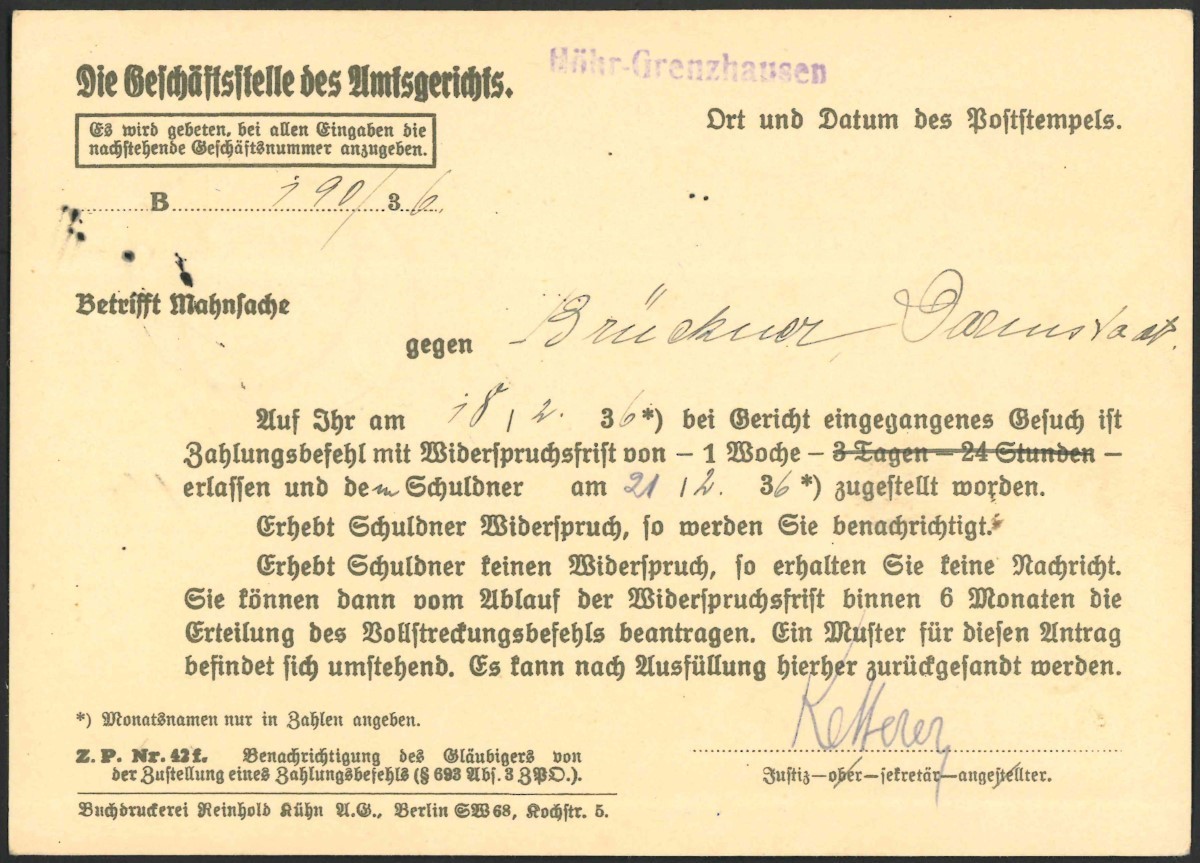 Höhr-Grenzhausen
Die Geschäftsstelle des Amtsgerichts.
Ort und Datum des Poststempels.
Es wird gebeten, bei allen Eingaben die
nachstehende Geschäftsnummer anzugeben.
B 190/36.
Betrifft Mahnsache
gegen Brückner, Darmstadt.
Auf Ihr am 18./2. 36*) bei Gericht eingegangenes Gesuch ist
Zahlungsbefehl mit Widerspruchsfrist von – 1 Woche – 3 Tagen – 24 Stunden –
erlassen und dem Schuldner am 21./2. 36*) zugestellt worden.
Erhebt Schuldner Widerspruch, so werden Sie benachrichtigt.
Erhebt Schuldner keinen Widerspruch, so erhalten Sie keine Nachricht.
Sie können dann vom Ablauf der Widerspruchsfrist binnen 6 Monaten die
Erteilung des Vollstreckungsbefehls beantragen. Ein Muster für diesen Antrag
befindet sich umstehend. Es kann nach Ausfüllung hierher zurückgesandt werden.
*) Monatsnamen nur in Zahlen angeben.
Ketterer
Z. P. Nr. 42f. Benachrichtigung des Gläubigers von
der Zustellung eines Zahlungsbefehls (§ 693 Abs. 3 ZPO.).
Justiz—ober—sekretär—angestellter.
Buchdruckerei Reinhold Kühn A.G., Berlin SW 68, Kochstr. 5.